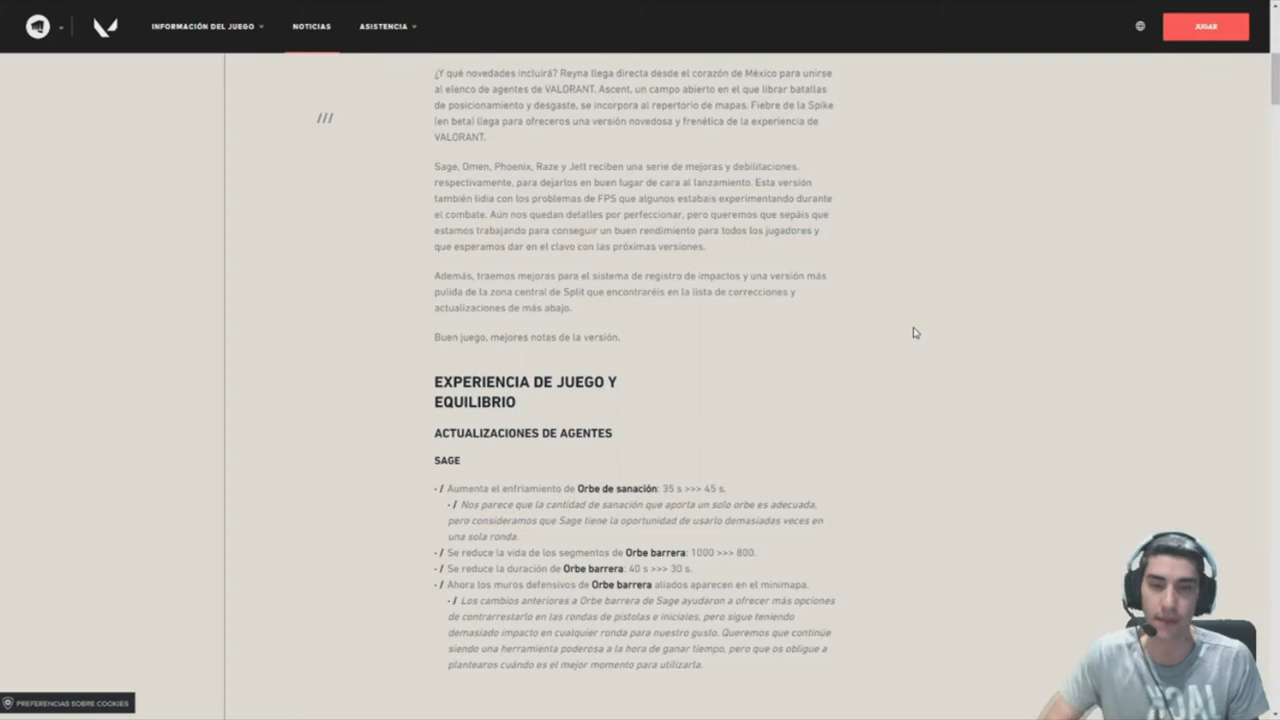 INFORMACIÓN DEL JUEGO
NOTICIAS
ASISTENCIA
JUGAR
¿Y qué novedades incluirá? Reyna llega directa desde el corazón de México para unirse
al elenco de agentes de VALORANT. Ascent, un campo abierto en el que librar batallas
de posicionamiento y desgaste, se incorpora al repertorio de mapas. Fiebre de la Spike
(en beta) llega para ofreceros una versión novedosa y frenética de la experiencia de
VALORANT.
///
Sage, Omen, Phoenix, Raze y Jett reciben una serie de mejoras y debilitaciones,
respectivamente, para dejarlos en buen lugar de cara al lanzamiento. Esta versión
también lidia con los problemas de FPS que algunos estabais experimentando durante
el combate. Aún nos quedan detalles por perfeccionar, pero queremos que sepáis que
estamos trabajando para conseguir un buen rendimiento para todos los jugadores y
que esperamos dar en el clavo con las próximas versiones.
Además, traemos mejoras para el sistema de registro de impactos y una versión más
pulida de la zona central de Split que encontraréis en la lista de correcciones y
actualizaciones de más abajo.
Buen juego, mejores notas de la versión.
EXPERIENCIA DE JUEGO Y
EQUILIBRIO
ACTUALIZACIONES DE AGENTES
SAGE
- / Aumenta el enfriamiento de Orbe de sanación: 35 s >>> 45 s.
- / Nos parece que la cantidad de sanación que aporta un solo orbe es adecuada,
pero consideramos que Sage tiene la oportunidad de usarlo demasiadas veces en
una sola ronda.
- / Se reduce la vida de los segmentos de Orbe barrera: 1000 >>> 800.
- / Se reduce la duración de Orbe barrera: 40 s >>> 30 s.
- / Ahora los muros defensivos de Orbe barrera aliados aparecen en el minimapa.
- / Los cambios anteriores a Orbe barrera de Sage ayudaron a ofrecer más opciones
de contrarrestarlo en las rondas de pistolas e iniciales, pero sigue teniendo
demasiado impacto en cualquier ronda para nuestro gusto. Queremos que continúe
siendo una herramienta poderosa a la hora de ganar tiempo, pero que os obligue a
plantearos cuándo es el mejor momento para utilizarla.
PREFERENCIAS SOBRE COOKIES